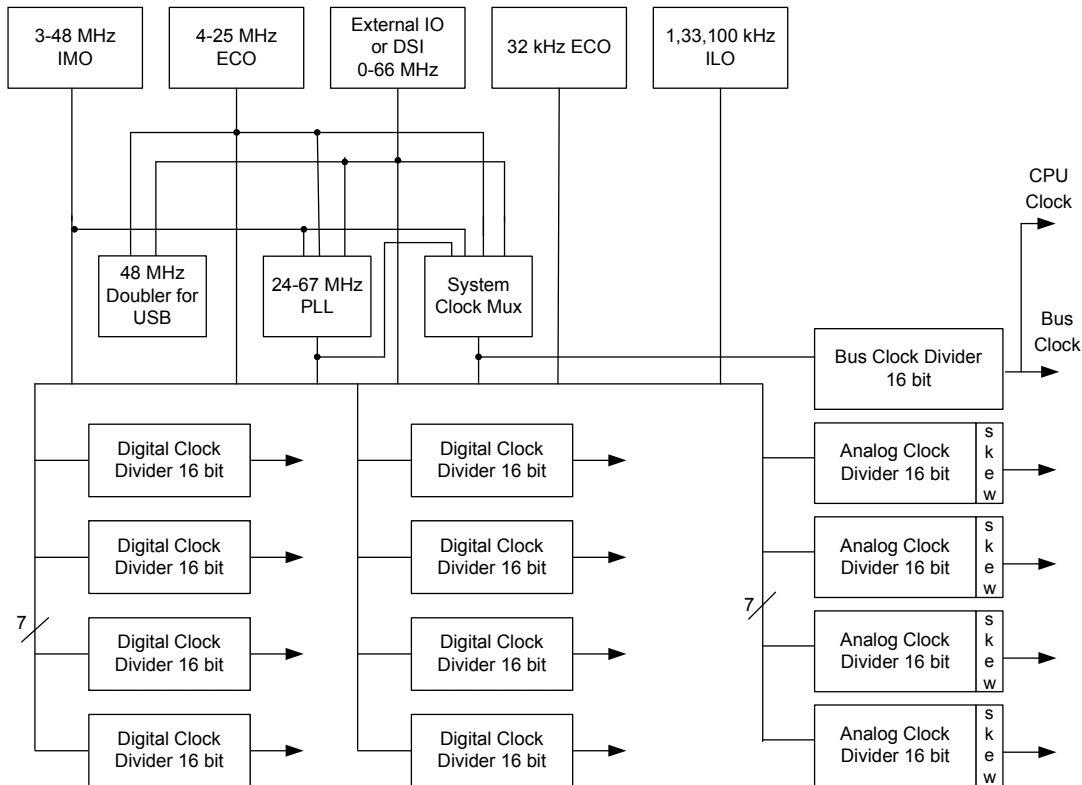 3-48 MHz
IMO
4-25 MHz
ECO
External IO
or DSI
0-66 MHz
32 kHz ECO
1,33,100 kHz
ILO
CPU
Clock
48 MHz
Doubler for
USB
24-67 MHz
PLL
System
Clock Mux
Bus
Clock
Bus Clock Divider
16 bit
7
7
Digital Clock
Divider 16 bit
Digital Clock
Divider 16 bit
Analog Clock
Divider 16 bit
s
k
e
w
Digital Clock
Divider 16 bit
Digital Clock
Divider 16 bit
Analog Clock
Divider 16 bit
s
k
e
w
Digital Clock
Divider 16 bit
Digital Clock
Divider 16 bit
Analog Clock
Divider 16 bit
s
k
e
w
Digital Clock
Divider 16 bit
Digital Clock
Divider 16 bit
Analog Clock
Divider 16 bit
s
k
e
w